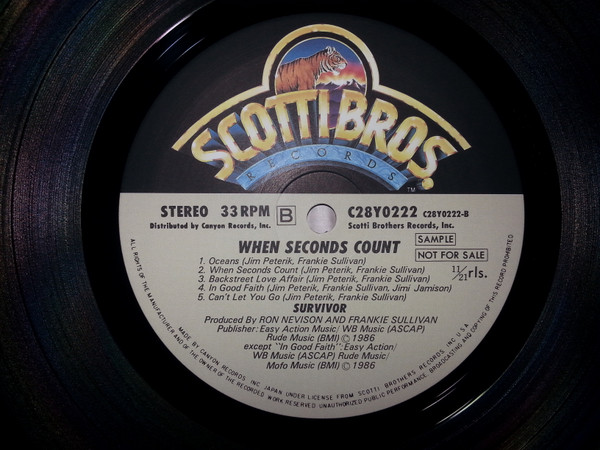 SCOTTI BROS.
RECORDS
TM
STEREO 33 RPM B C28Y0222 C28Y0222-B
Distributed by Canyon Records, Inc. Scotti Brothers Records, Inc.
SAMPLE
WHEN SECONDS COUNT
NOT FOR SALE
1. Oceans (Jim Peterik, Frankie Sullivan)
2. When Seconds Count (Jim Peterik, Frankie Sullivan)
3. Backstreet Love Affair (Jim Peterik, Frankie Sullivan)
11/21 rls.
4. In Good Faith (Jim Peterik, Frankie Sullivan, Jimi Jamison)
5. Can't Let You Go (Jim Peterik, Frankie Sullivan)
SURVIVOR
Produced by RON NEVISON AND FRANKIE SULLIVAN
Publisher: Easy Action Music/ WB Music (ASCAP)
Rude Music (BMI) © 1986
except "In Good Faith": Easy Action/
WB Music (ASCAP) Rude Music/
Mofo Music (BMI) © 1986
MADE BY CANYON RECORDS, INC. JAPAN UNDER LICENSE FROM SCOTTI BROTHERS RECORDS, INC. U.S.A.
ALL RIGHTS OF THE MANUFACTURER AND OF THE OWNER OF THE RECORDED WORK RESERVED. UNAUTHORIZED PUBLIC PERFORMANCE, BROADCASTING AND COPYING OF THIS RECORD PROHIBITED